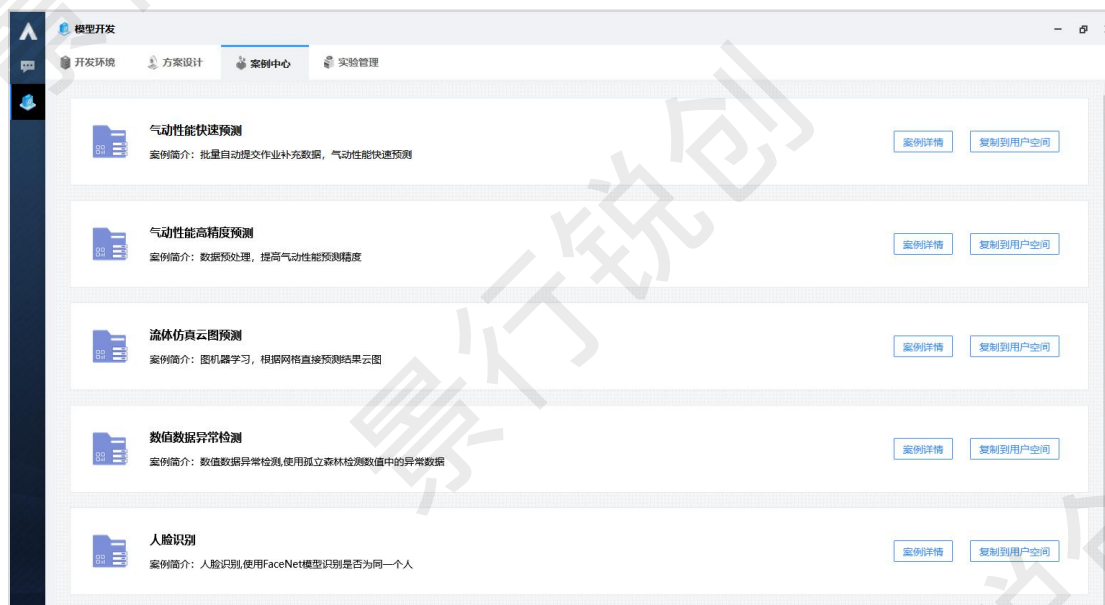 模型开发
开发环境 方案设计 案例中心 实验管理
气动性能快速预测
案例简介：批量自动提交作业补充数据，气动性能快速预测
案例详情 复制到用户空间
气动性能高精度预测
案例简介：数据预处理，提高气动性能预测精度
案例详情 复制到用户空间
流体仿真云图预测
案例简介：图机器学习，根据网格直接预测结果云图
案例详情 复制到用户空间
数值数据异常检测
案例简介：数值数据异常检测,使用孤立森林检测数值中的异常数据
案例详情 复制到用户空间
人脸识别
案例简介：人脸识别,使用FaceNet模型识别是否为同一个人
案例详情 复制到用户空间
景行锐创